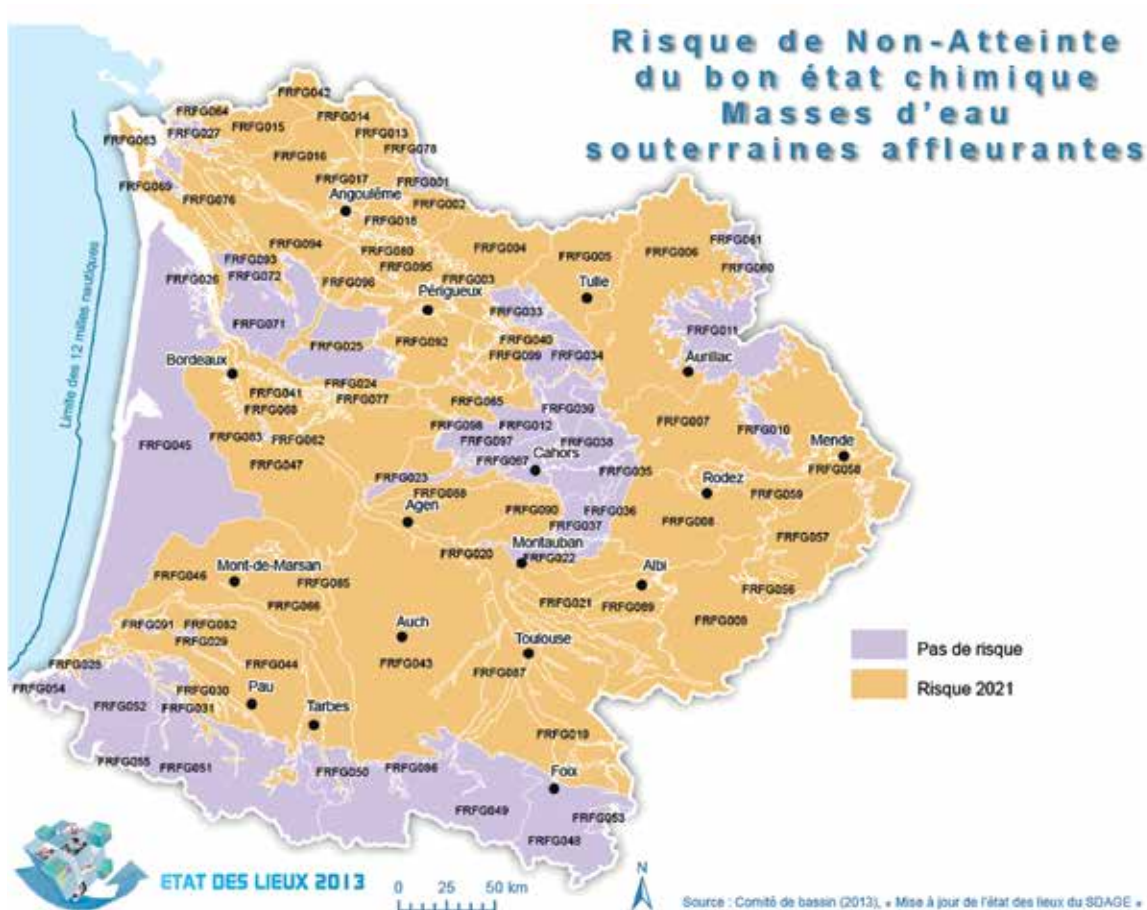 Risque de Non-Atteinte
du bon état chimique
Masses d'eau
souterraines affleurantes
FRFG042
FRFG064
FRFG014
FRFG027
FRFG015
FRFG013
FRFG063
FRFG078
FRFG016
FRFG017
FRFG001
FRFG069
Angoulême
FRFG076
FRFG002
FRFG018
FRFG094
FRFG004
FRFG061
FRFG093
FRFG080
FRFG005
FRFG006
FRFG095
FRFG060
FRFG026
FRFG072
FRFG096
FRFG003
Tulle
Périgueux
FRFG033
FRFG071
FRFG011
FRFG025
FRFG092
FRFG040
FRFG099
FRFG034
Bordeaux
Aurillac
FRFG024
FRFG041
FRFG077
FRFG065
FRFG068
FRFG039
FRFG098
FRFG012
FRFG007
FRFG010
FRFG045
FRFG083
FRFG062
FRFG097
FRFG038
Mende
Cahors
FRFG047
FRFG067
FRFG035
FRFG058
FRFG023
Rodez
FRFG088
FRFG059
Agen
FRFG090
FRFG036
FRFG008
FRFG037
FRFG057
Montauban
FRFG020
FRFG022
Mont-de-Marsan
FRFG046
FRFG085
Albi
FRFG056
FRFG066
FRFG021
FRFG089
FRFG091
FRFG082
Auch
FRFG009
FRFG029
Toulouse
FRFG028
FRFG044
FRFG043
FRFG087
FRFG054
FRFG030
Pau
FRFG052
FRFG031
Tarbes
FRFG019
FRFG055
FRFG051
FRFG050
FRFG086
Foix
FRFG049
FRFG053
FRFG048
Limite des 12 milles nautiques
Pas de risque
Risque 2021
ETAT DES LIEUX 2013
0 25 50 km
N
Source : Comité de bassin (2013), « Mise à jour de l'état des lieux du SDAGE »